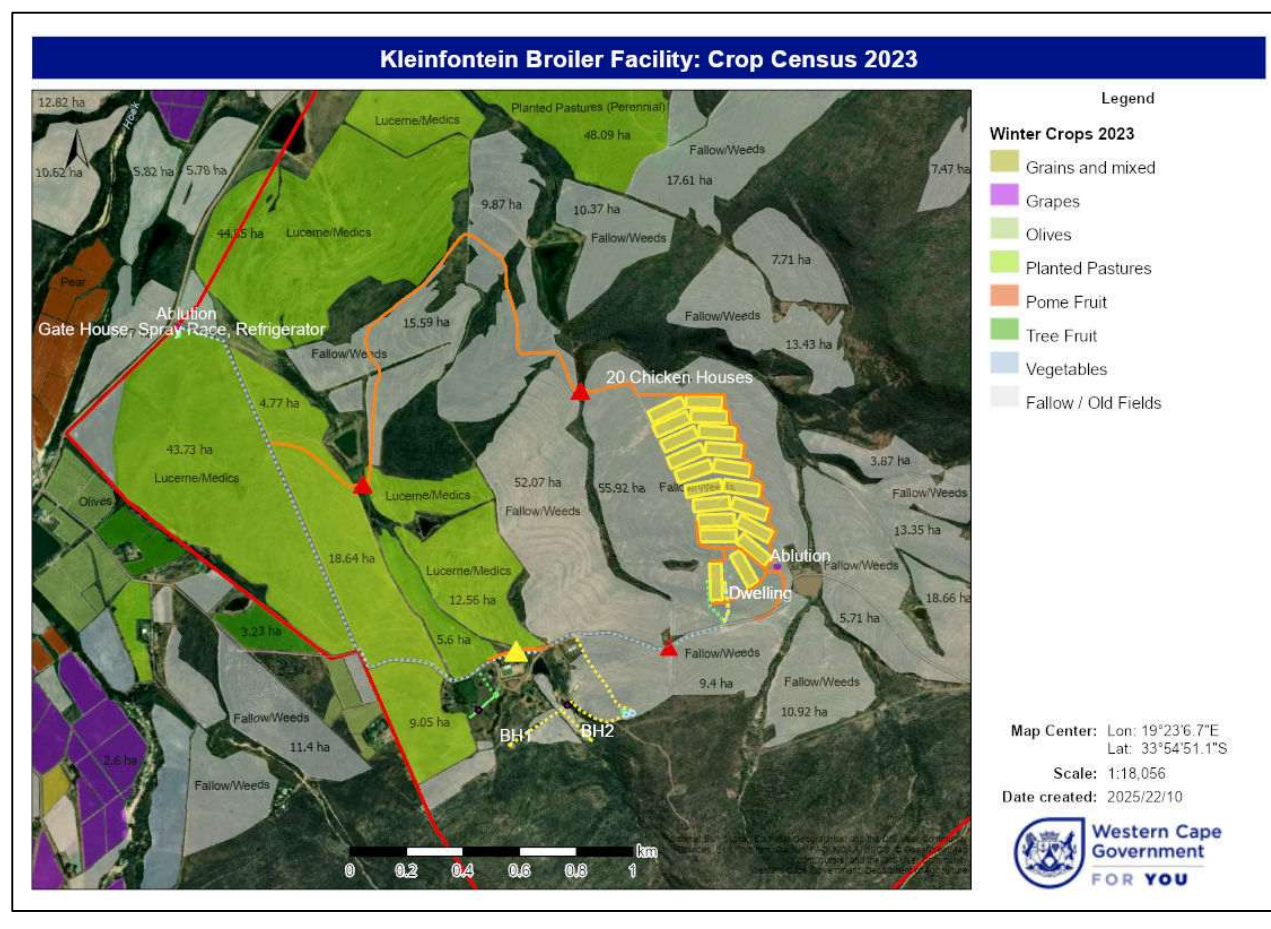 Kleinfontein Broiler Facility: Crop Census 2023
12.82 ha
Hoek
Lucerne/Medics
Planted Pastures (Perennial)
48.09 ha
Fallow/Weeds
10.62 ha
5.82 ha
5.78 ha
17.61 ha
7.47 ha
9.87 ha
10.37 ha
44.85 ha
Lucerne/Medics
Fallow/Weeds
7.71 ha
Pear
Ablution
Gate House, Spray Race, Refrigerator
15.59 ha
Fallow/Weeds
13.43 ha
Fallow/Weeds
20 Chicken Houses
4.77 ha
43.73 ha
Lucerne/Medics
Olives
Lucerne/Medics
52.07 ha
Fallow/Weeds
55.92 ha
3.87 ha
Fallow/Weeds
13.35 ha
18.64 ha
Lucerne/Medics
12.56 ha
Ablution
Fallow/Weeds
Dwelling
18.66 ha
5.71 ha
3.23 ha
5.6 ha
Fallow/Weeds
9.4 ha
Fallow/Weeds
10.92 ha
9.05 ha
Fallow/Weeds
11.4 ha
BH1
BH2
2.6 ha
Fallow/Weeds
km
0 0,2 0,4 0,6 0,8 1
Legend
Winter Crops 2023
Grains and mixed
Grapes
Olives
Planted Pastures
Pome Fruit
Tree Fruit
Vegetables
Fallow / Old Fields
Map Center: Lon: 19°23'6.7"E
Lat: 33°54'51.1"S
Scale: 1:18,056
Date created: 2025/22/10
Western Cape
Government
FOR YOU